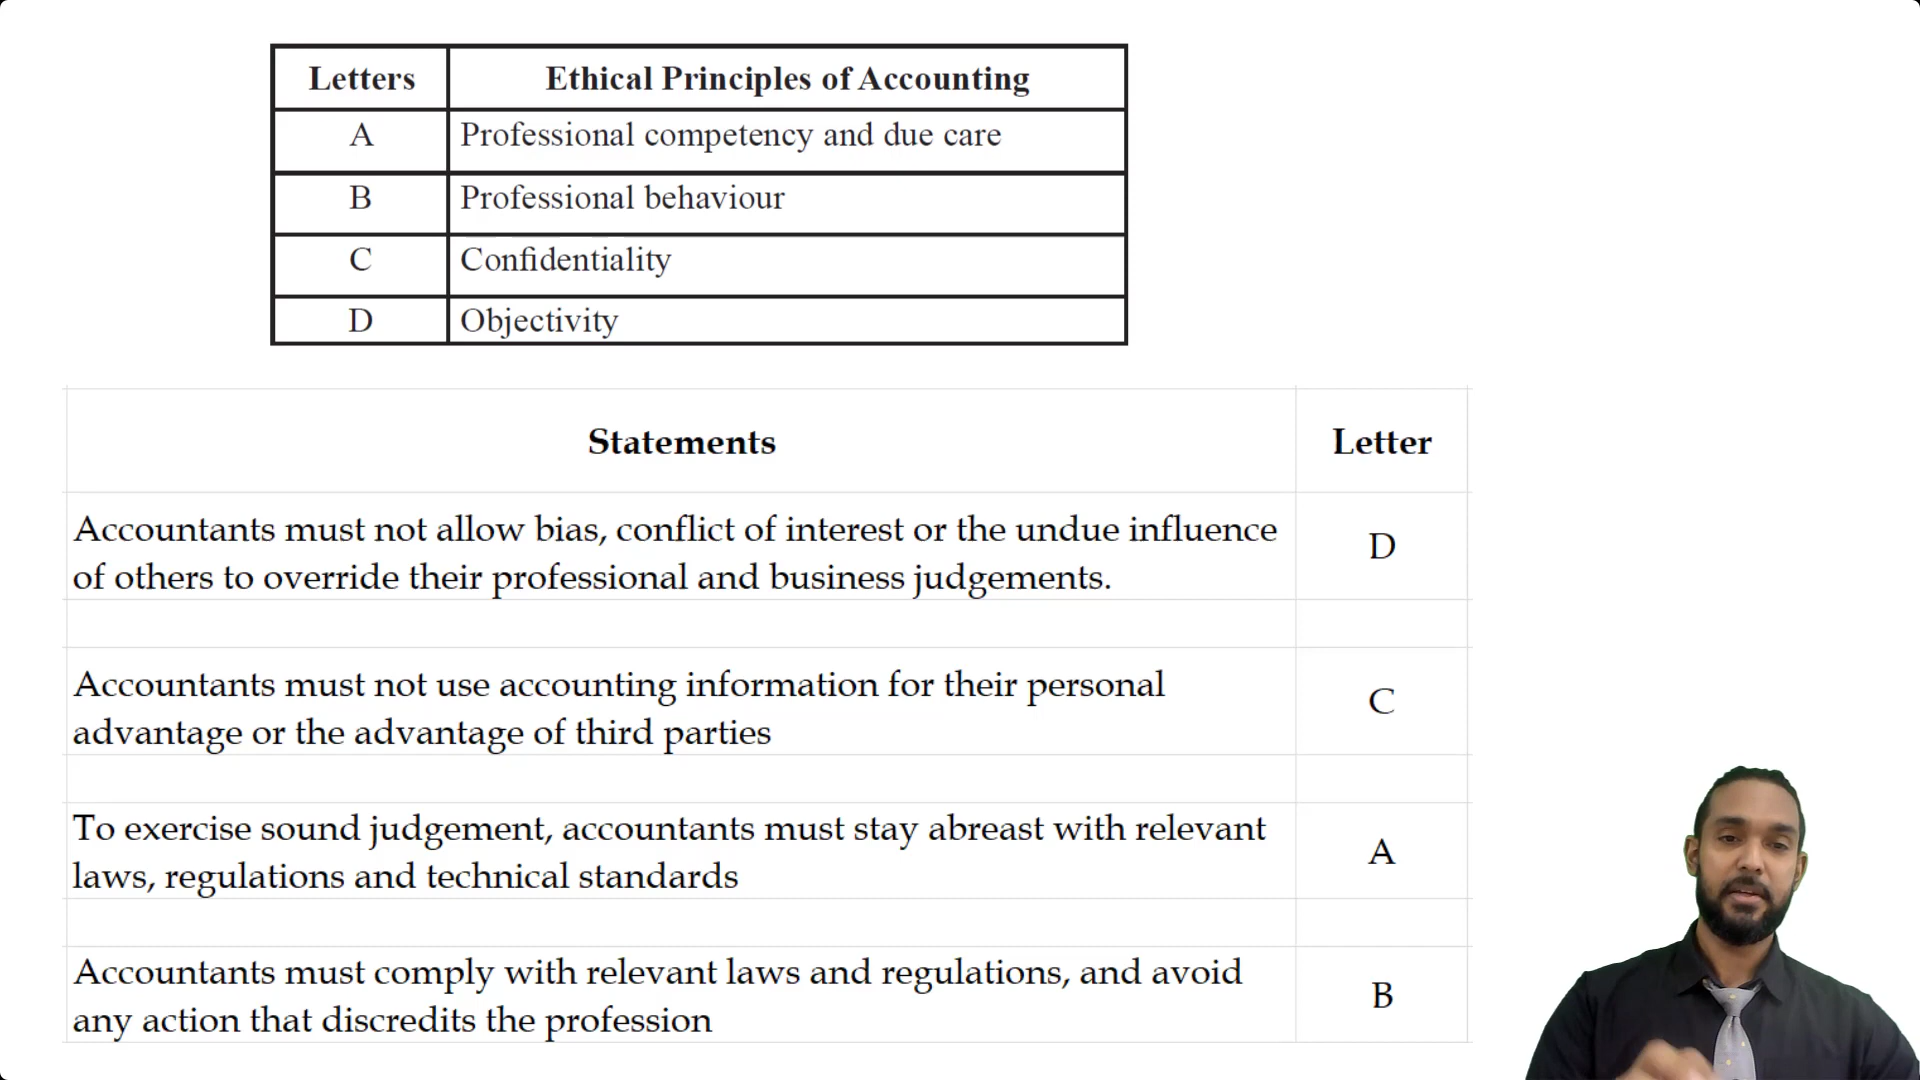 Letters Ethical Principles of Accounting
A Professional competency and due care
B Professional behaviour
C Confidentiality
D Objectivity
Statements Letter
Accountants must not allow bias, conflict of interest or the undue influence
of others to override their professional and business judgements.
D
Accountants must not use accounting information for their personal
advantage or the advantage of third parties
C
To exercise sound judgement, accountants must stay abreast with relevant
laws, regulations and technical standards
A
Accountants must comply with relevant laws and regulations, and avoid
any action that discredits the profession
B